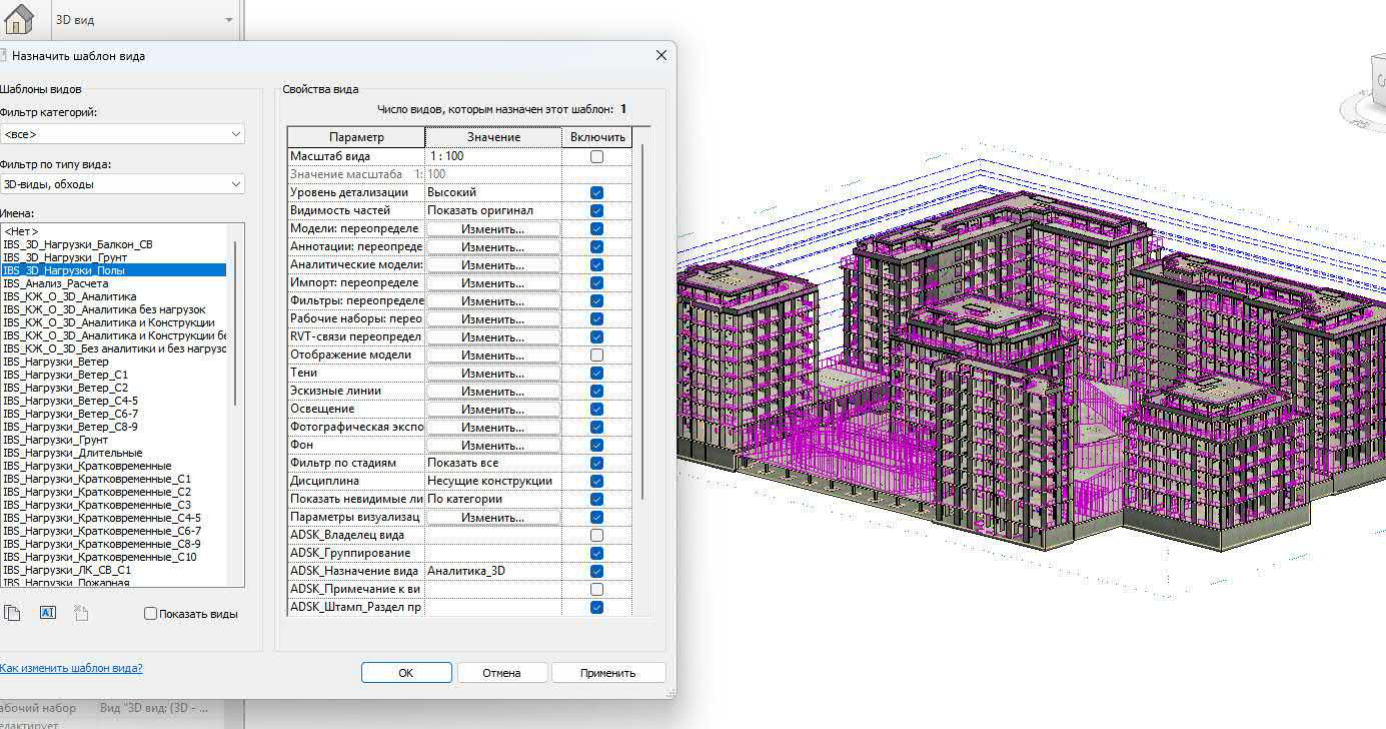 3D вид
Назначить шаблон вида
Шаблоны видов
Фильтр категорий:
<все>
Фильтр по типу вида:
3D-виды, обходы
Имена:
<Нет>
IBS_3D_Нагрузки_Балкон_СВ
IBS_3D_Нагрузки_Грунт
IBS_3D_Нагрузки_Полы
IBS_Анализ_Расчета
IBS_КЖ_О_3D_Аналитика
IBS_КЖ_О_3D_Аналитика без нагрузок
IBS_КЖ_О_3D_Аналитика и Конструкции
IBS_КЖ_О_3D_Аналитика и Конструкции бе
IBS_КЖ_О_3D_Без аналитики и без нагрузс
IBS_Нагрузки_Ветер
IBS_Нагрузки_Ветер_С1
IBS_Нагрузки_Ветер_С2
IBS_Нагрузки_Ветер_С4-5
IBS_Нагрузки_Ветер_С6-7
IBS_Нагрузки_Ветер_С8-9
IBS_Нагрузки_Грунт
IBS_Нагрузки_Длительные
IBS_Нагрузки_Кратковременные
IBS_Нагрузки_Кратковременные_С1
IBS_Нагрузки_Кратковременные_С2
IBS_Нагрузки_Кратковременные_С3
IBS_Нагрузки_Кратковременные_С4-5
IBS_Нагрузки_Кратковременные_С6-7
IBS_Нагрузки_Кратковременные_С8-9
IBS_Нагрузки_Кратковременные_С10
IBS_Нагрузки_ЛК_СВ_С1
IBS_Нагрузки_Пожарная
Показать виды
Как изменить шаблон вида?
Свойства вида
Число видов, которым назначен этот шаблон: 1
Параметр Значение Включить
Масштаб вида 1 : 100
Значение масштаба 1: 100
Уровень детализации Высокий
Видимость частей Показать оригинал
Модели: переопределе Изменить...
Аннотации: переопреде Изменить...
Аналитические модели: Изменить...
Импорт: переопределе Изменить...
Фильтры: переопределе Изменить...
Рабочие наборы: перео Изменить...
RVT-связи переопредел Изменить...
Отображение модели Изменить...
Тени Изменить...
Эскизные линии Изменить...
Освещение Изменить...
Фотографическая экспо Изменить...
Фон Изменить...
Фильтр по стадиям Показать все
Дисциплина Несущие конструкции
Показать невидимые ли По категории
Параметры визуализац Изменить...
ADSK_Владелец вида
ADSK_Группирование
ADSK_Назначение вида Аналитика_3D
ADSK_Примечание к ви
ADSK_Штамп_Раздел пр
OK Отмена Применить
абочий набор Вид "3D вид: (3D - ...
едактирует